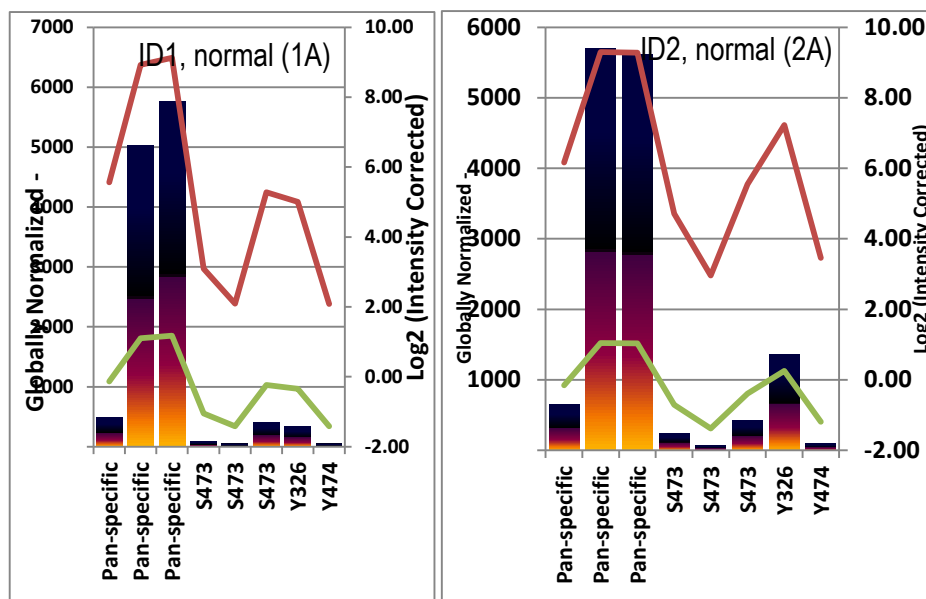 ID1, normal (1A)
7000
6000
5000
4000
3000
2000
1000
Globally Normalized -
10.00
8.00
6.00
4.00
2.00
0.00
-2.00
Log2 (Intensity Corrected)
Pan-specific
Pan-specific
Pan-specific
S473
S473
S473
Y326
Y474
ID2, normal (2A)
6000
5000
4000
3000
2000
1000
Globally Normalized -
10.00
8.00
6.00
4.00
2.00
0.00
-2.00
Log2 (Intensity Corrected)
Pan-specific
Pan-specific
Pan-specific
S473
S473
S473
Y326
Y474